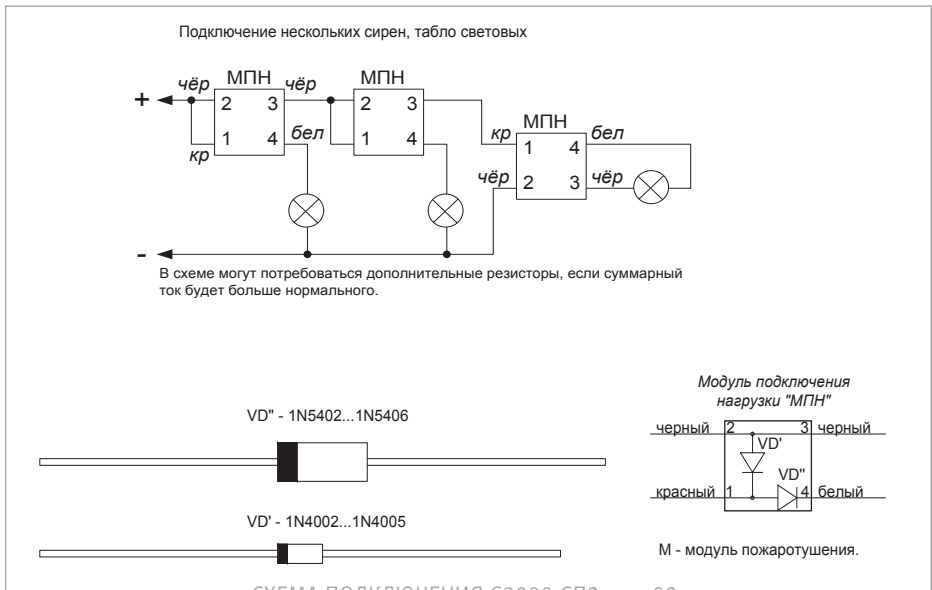 Подключение нескольких сирен, табло световых
чёр МПН чёр МПН
+ 2 3 2 3
МПН
1 4 бел 1 4 кр 1 4 бел
кр
чёр 2 3 чёр
-
В схеме могут потребоваться дополнительные резисторы, если суммарный
ток будет больше нормального.
Модуль подключения
нагрузки "МПН"
VD" - 1N5402...1N5406
черный 2 3 черный
VD'
VD"
красный 1 4 белый
VD' - 1N4002...1N4005
М - модуль пожаротушения.